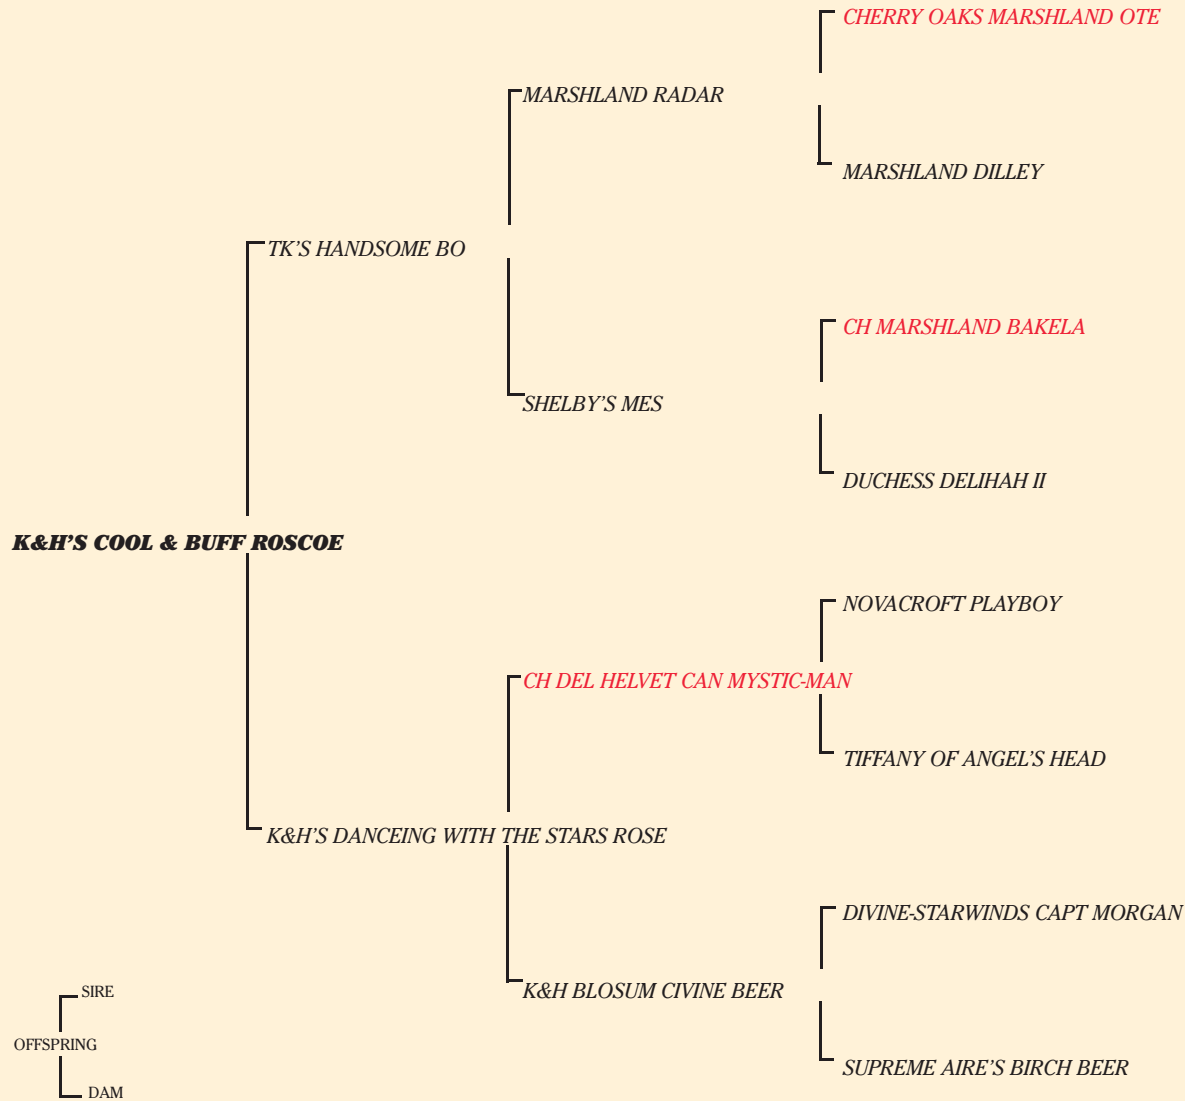 CHERRY OAKS MARSHLAND OTE
MARSHLAND RADAR
MARSHLAND DILLEY
TK'S HANDSOME BO
CH MARSHLAND BAKELA
SHELBY'S MES
DUCHESS DELIHAH II
K&H'S COOL & BUFF ROSCOE
NOVACROFT PLAYBOY
CH DEL HELVET CAN MYSTIC-MAN
TIFFANY OF ANGEL'S HEAD
K&H'S DANCEING WITH THE STARS ROSE
DIVINE-STARWINDS CAPT MORGAN
K&H BLOSUM CIVINE BEER
SUPREME AIRE'S BIRCH BEER
SIRE
OFFSPRING
DAM